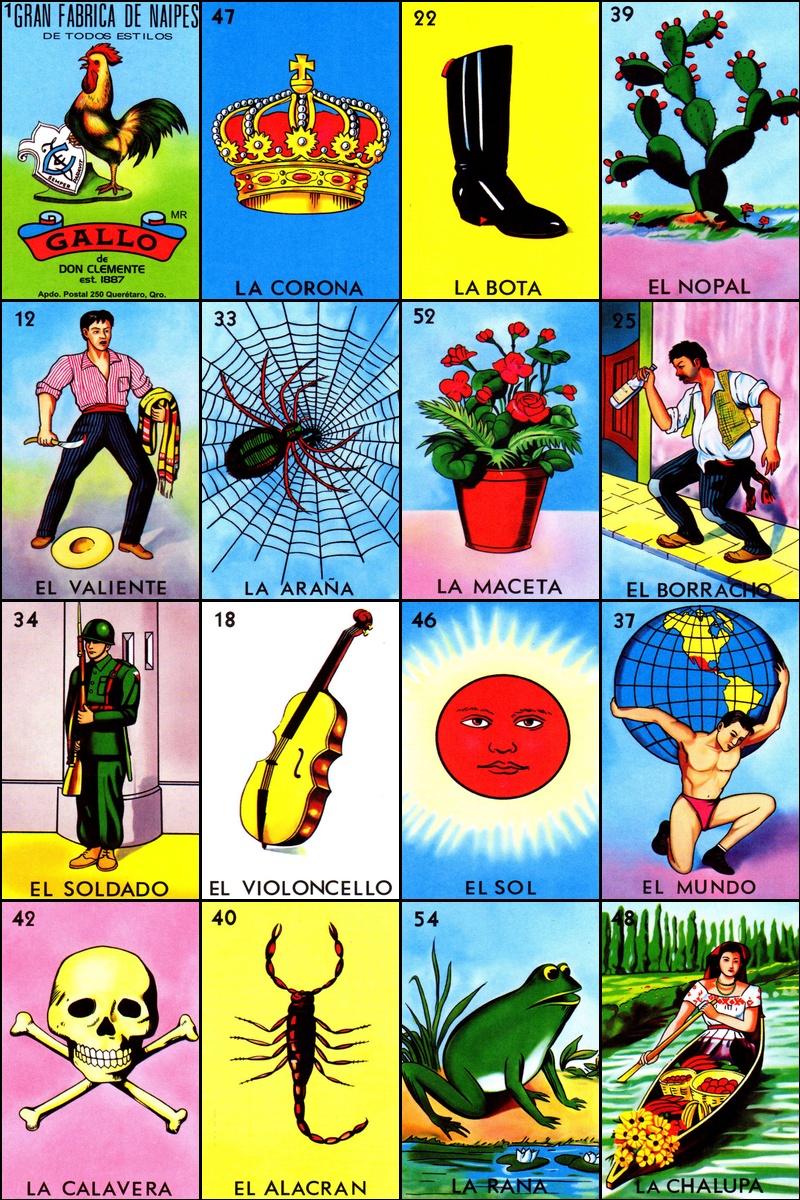 1 GRAN FABRICA DE NAIPES
DE TODOS ESTILOS
SEMPER
GALLO
MR
de
DON CLEMENTE
est. 1887
Apdo. Postal 250 Querétaro, Qro.
47
LA CORONA
22
LA BOTA
39
EL NOPAL
12
EL VALIENTE
33
LA ARAÑA
52
LA MACETA
25
EL BORRACHO
34
EL SOLDADO
18
EL VIOLONCELLO
46
EL SOL
37
EL MUNDO
42
LA CALAVERA
40
EL ALACRAN
54
LA RANA
48
LA CHALUPA